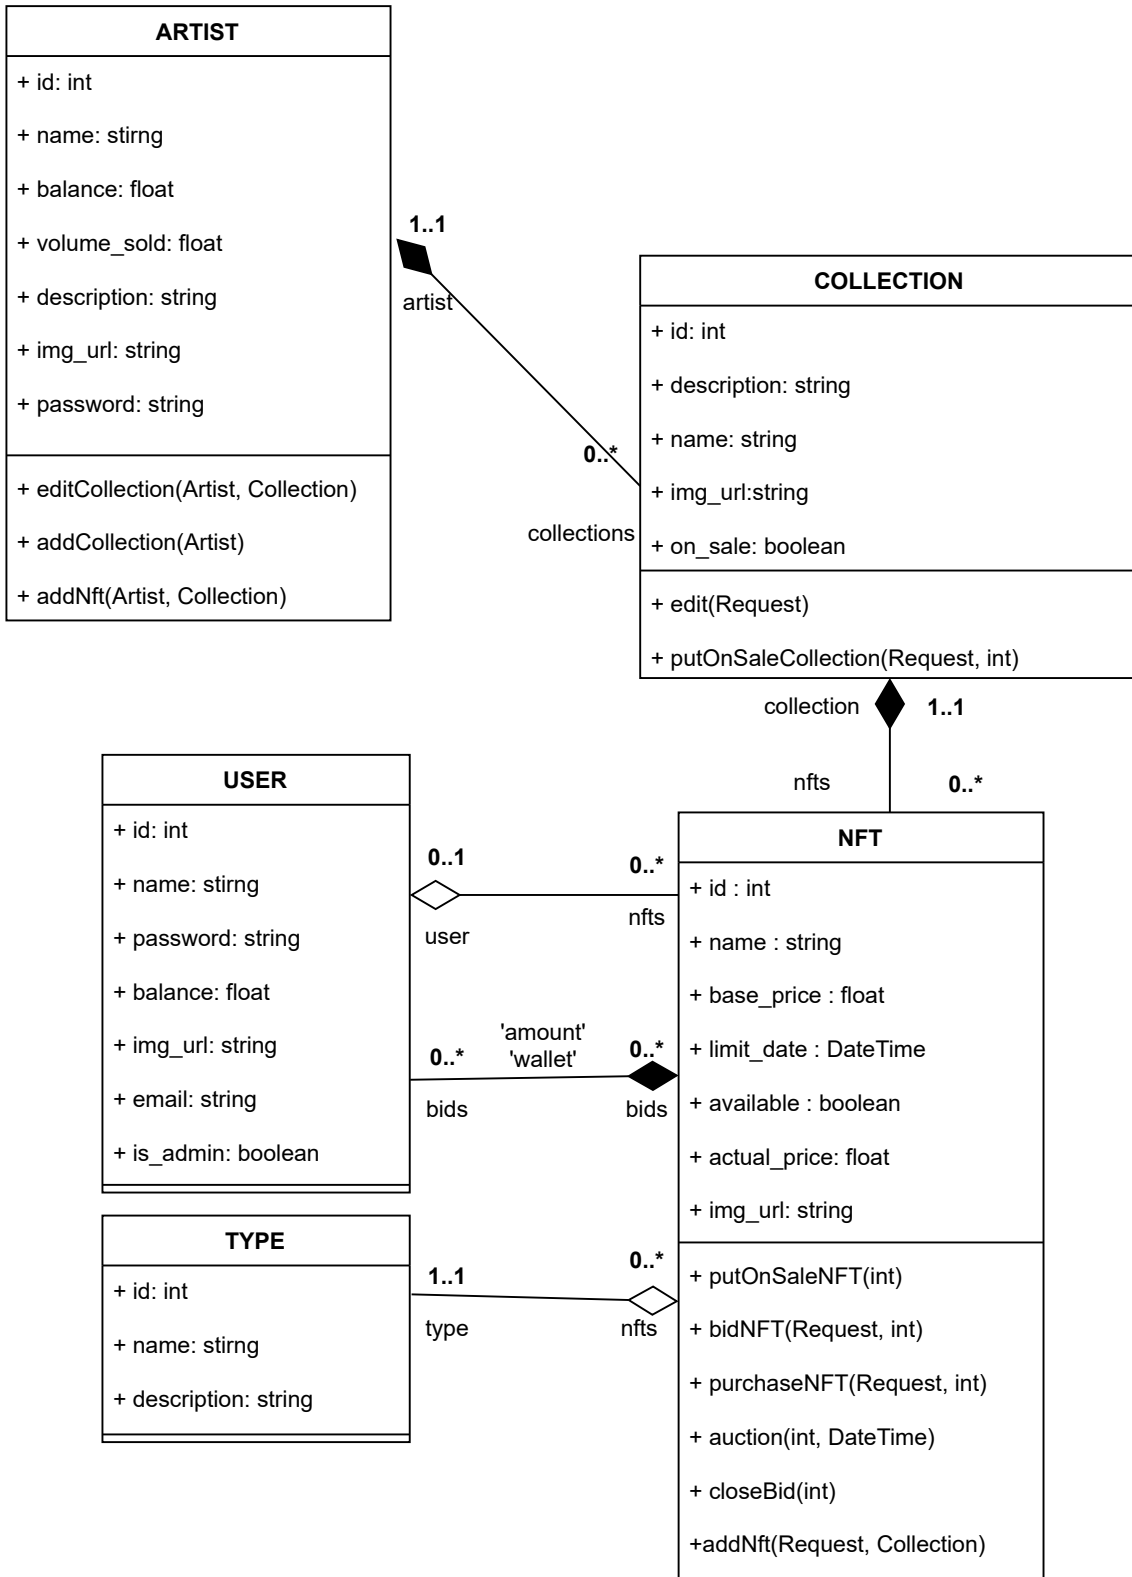 ARTIST
+ id: int
+ name: stirng
+ balance: float
+ volume_sold: float
+ description: string
+ img_url: string
+ password: string
+ editCollection(Artist, Collection)
+ addCollection(Artist)
+ addNft(Artist, Collection)
1..1
artist
0..*
collections
COLLECTION
+ id: int
+ description: string
+ name: string
+ img_url:string
+ on_sale: boolean
+ edit(Request)
+ putOnSaleCollection(Request, int)
collection
1..1
nfts
0..*
USER
+ id: int
+ name: stirng
+ password: string
+ balance: float
+ img_url: string
+ email: string
+ is_admin: boolean
0..1
user
0..*
nfts
'amount'
'wallet'
0..*
bids
0..*
bids
TYPE
+ id: int
+ name: stirng
+ description: string
1..1
type
0..*
nfts
NFT
+ id : int
+ name : string
+ base_price : float
+ limit_date : DateTime
+ available : boolean
+ actual_price: float
+ img_url: string
+ putOnSaleNFT(int)
+ bidNFT(Request, int)
+ purchaseNFT(Request, int)
+ auction(int, DateTime)
+ closeBid(int)
+addNft(Request, Collection)